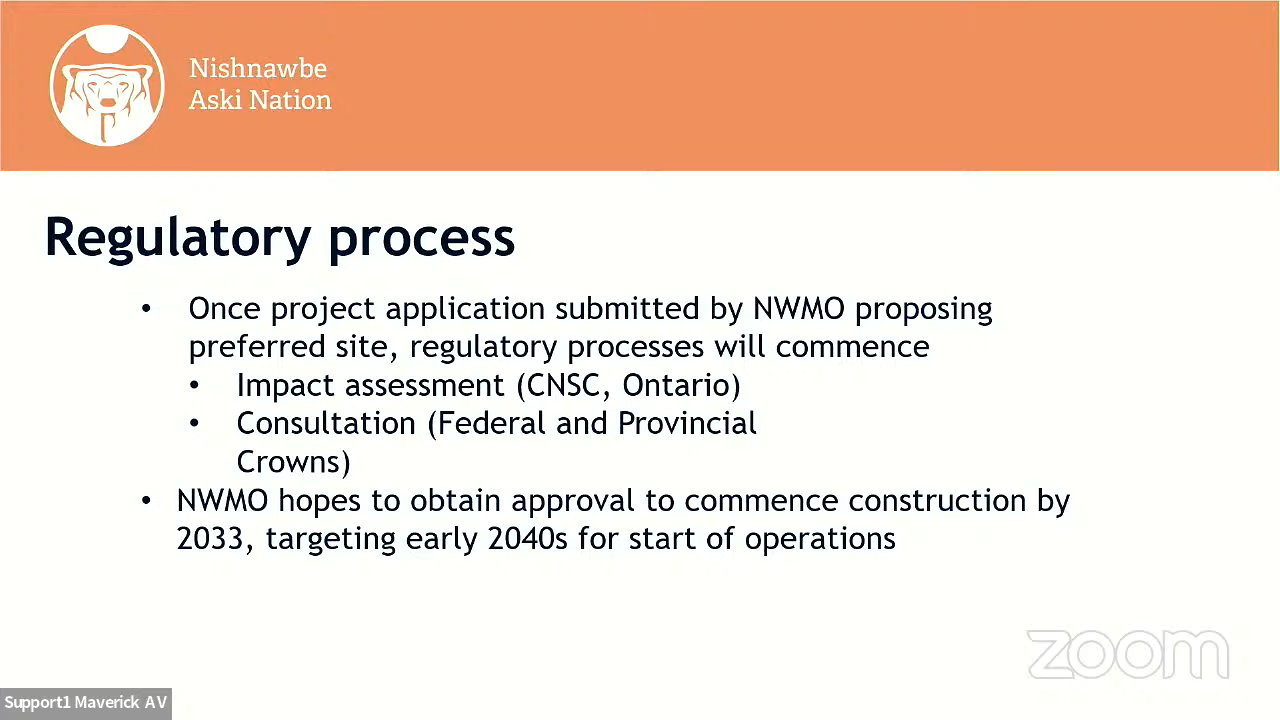 Nishnawbe
Aski Nation
Regulatory process
• Once project application submitted by NWMO proposing
preferred site, regulatory processes will commence
• Impact assessment (CNSC, Ontario)
• Consultation (Federal and Provincial
Crowns)
• NWMO hopes to obtain approval to commence construction by
2033, targeting early 2040s for start of operations
zoom
Support1 Maverick AV